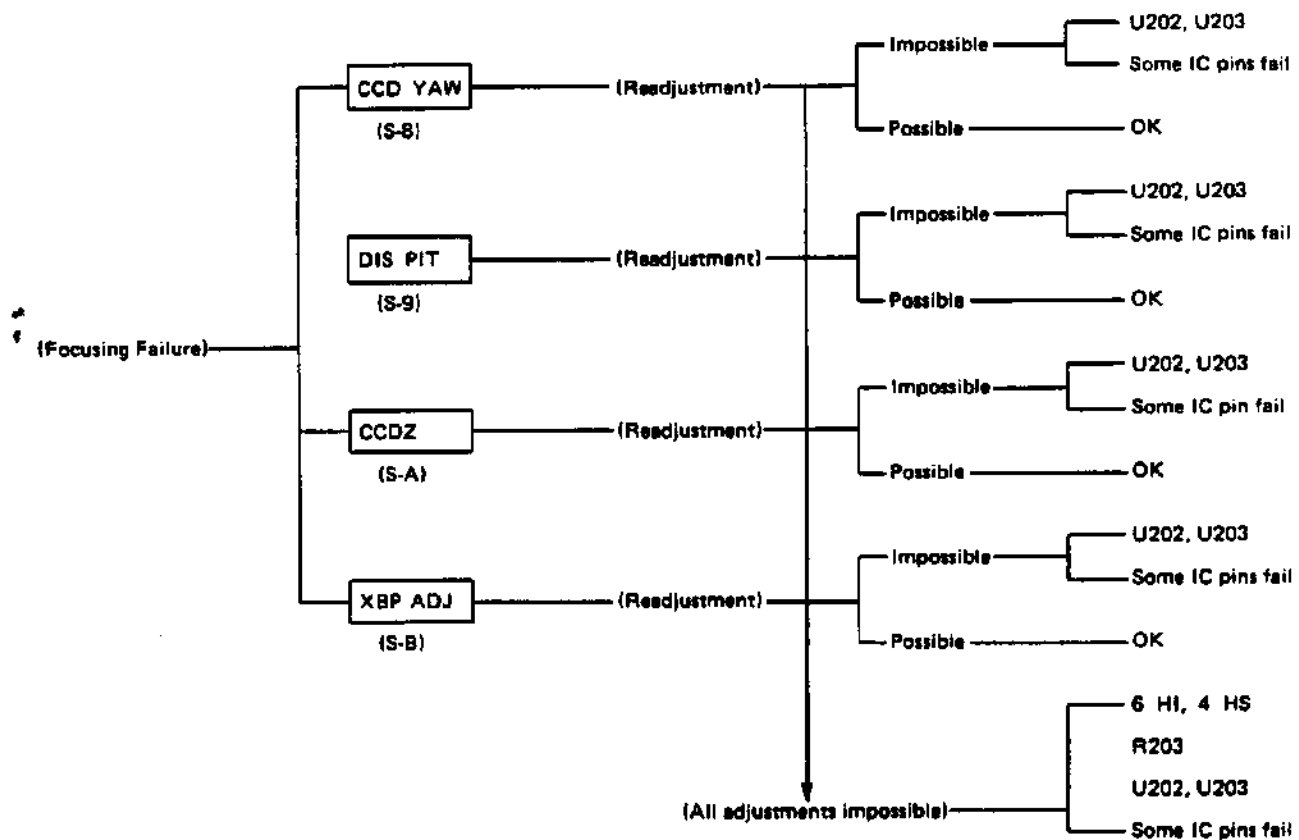 U202, U203
Impossible
Some IC pins fail
CCD YAW
(Readjustment)
(S-8)
Possible
OK
U202, U203
Impossible
Some IC pins fail
DIS PIT
(Readjustment)
(S-9)
Possible
OK
(Focusing Failure)
U202, U203
Impossible
Some IC pin fail
CCDZ
(Readjustment)
(S-A)
Possible
OK
U202, U203
Impossible
Some IC pins fail
XBP ADJ
(Readjustment)
(S-B)
Possible
OK
6 HI, 4 HS
R203
U202, U203
(All adjustments impossible)
Some IC pins fail